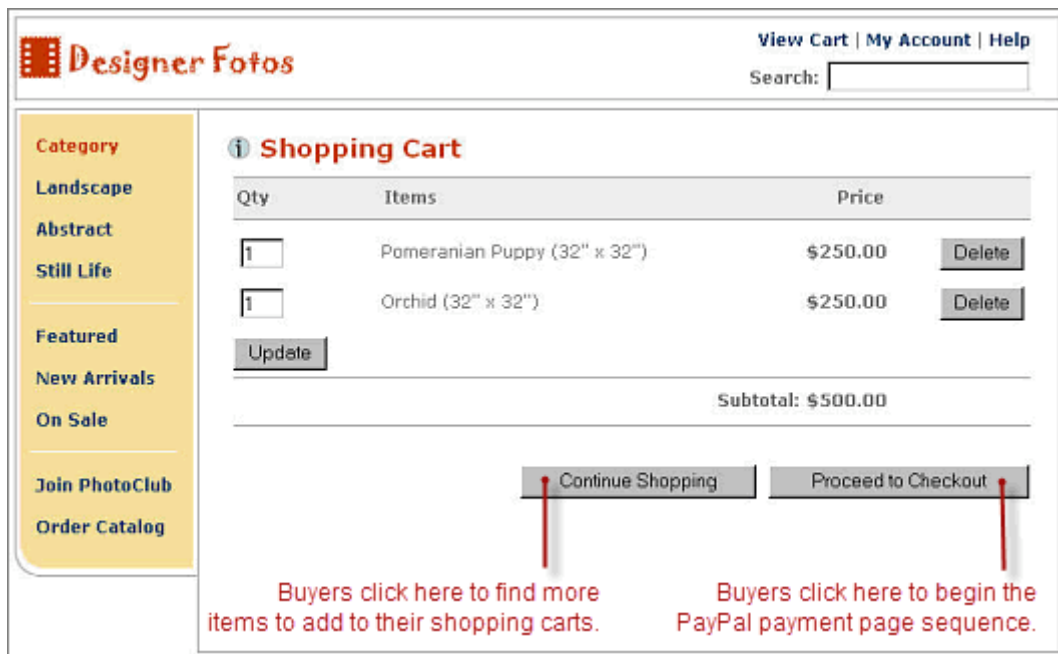 Designer Fotos
View Cart | My Account | Help
Search:
Category
Landscape
Abstract
Still Life
Featured
New Arrivals
On Sale
Join PhotoClub
Order Catalog
Shopping Cart
Qty Items Price
1 Pomeranian Puppy (32" x 32") $250.00 Delete
1 Orchid (32" x 32") $250.00 Delete
Update
Subtotal: $500.00
Continue Shopping Proceed to Checkout
Buyers click here to find more
items to add to their shopping carts.
Buyers click here to begin the
PayPal payment page sequence.